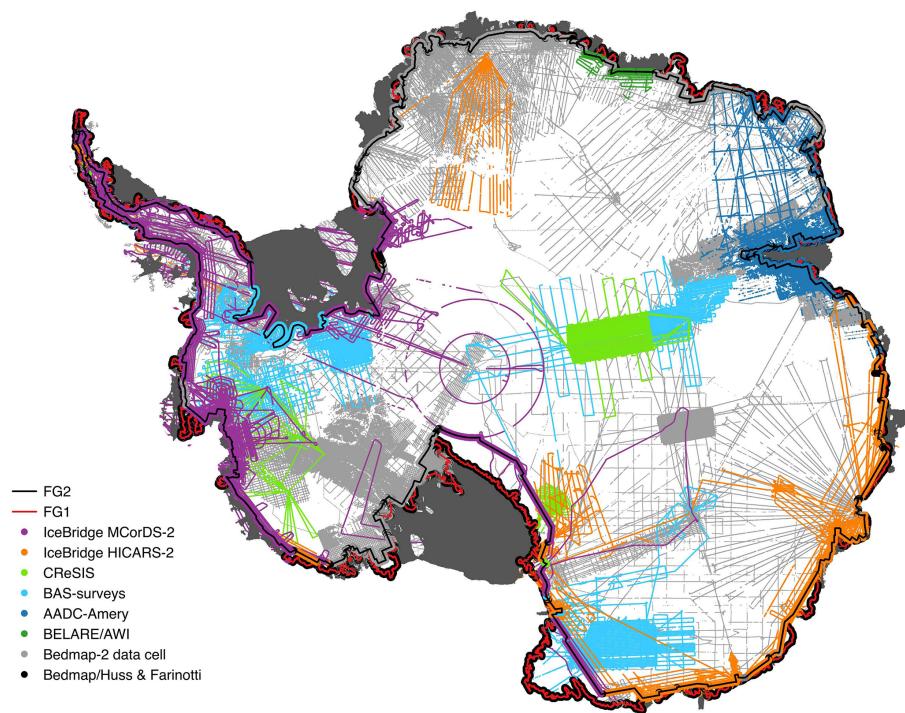 FG2
FG1
IceBridge MCorDS-2
IceBridge HICARS-2
CReSIS
BAS-surveys
AADC-Amery
BELARE/AWI
Bedmap-2 data cell
Bedmap/Huss & Farinotti